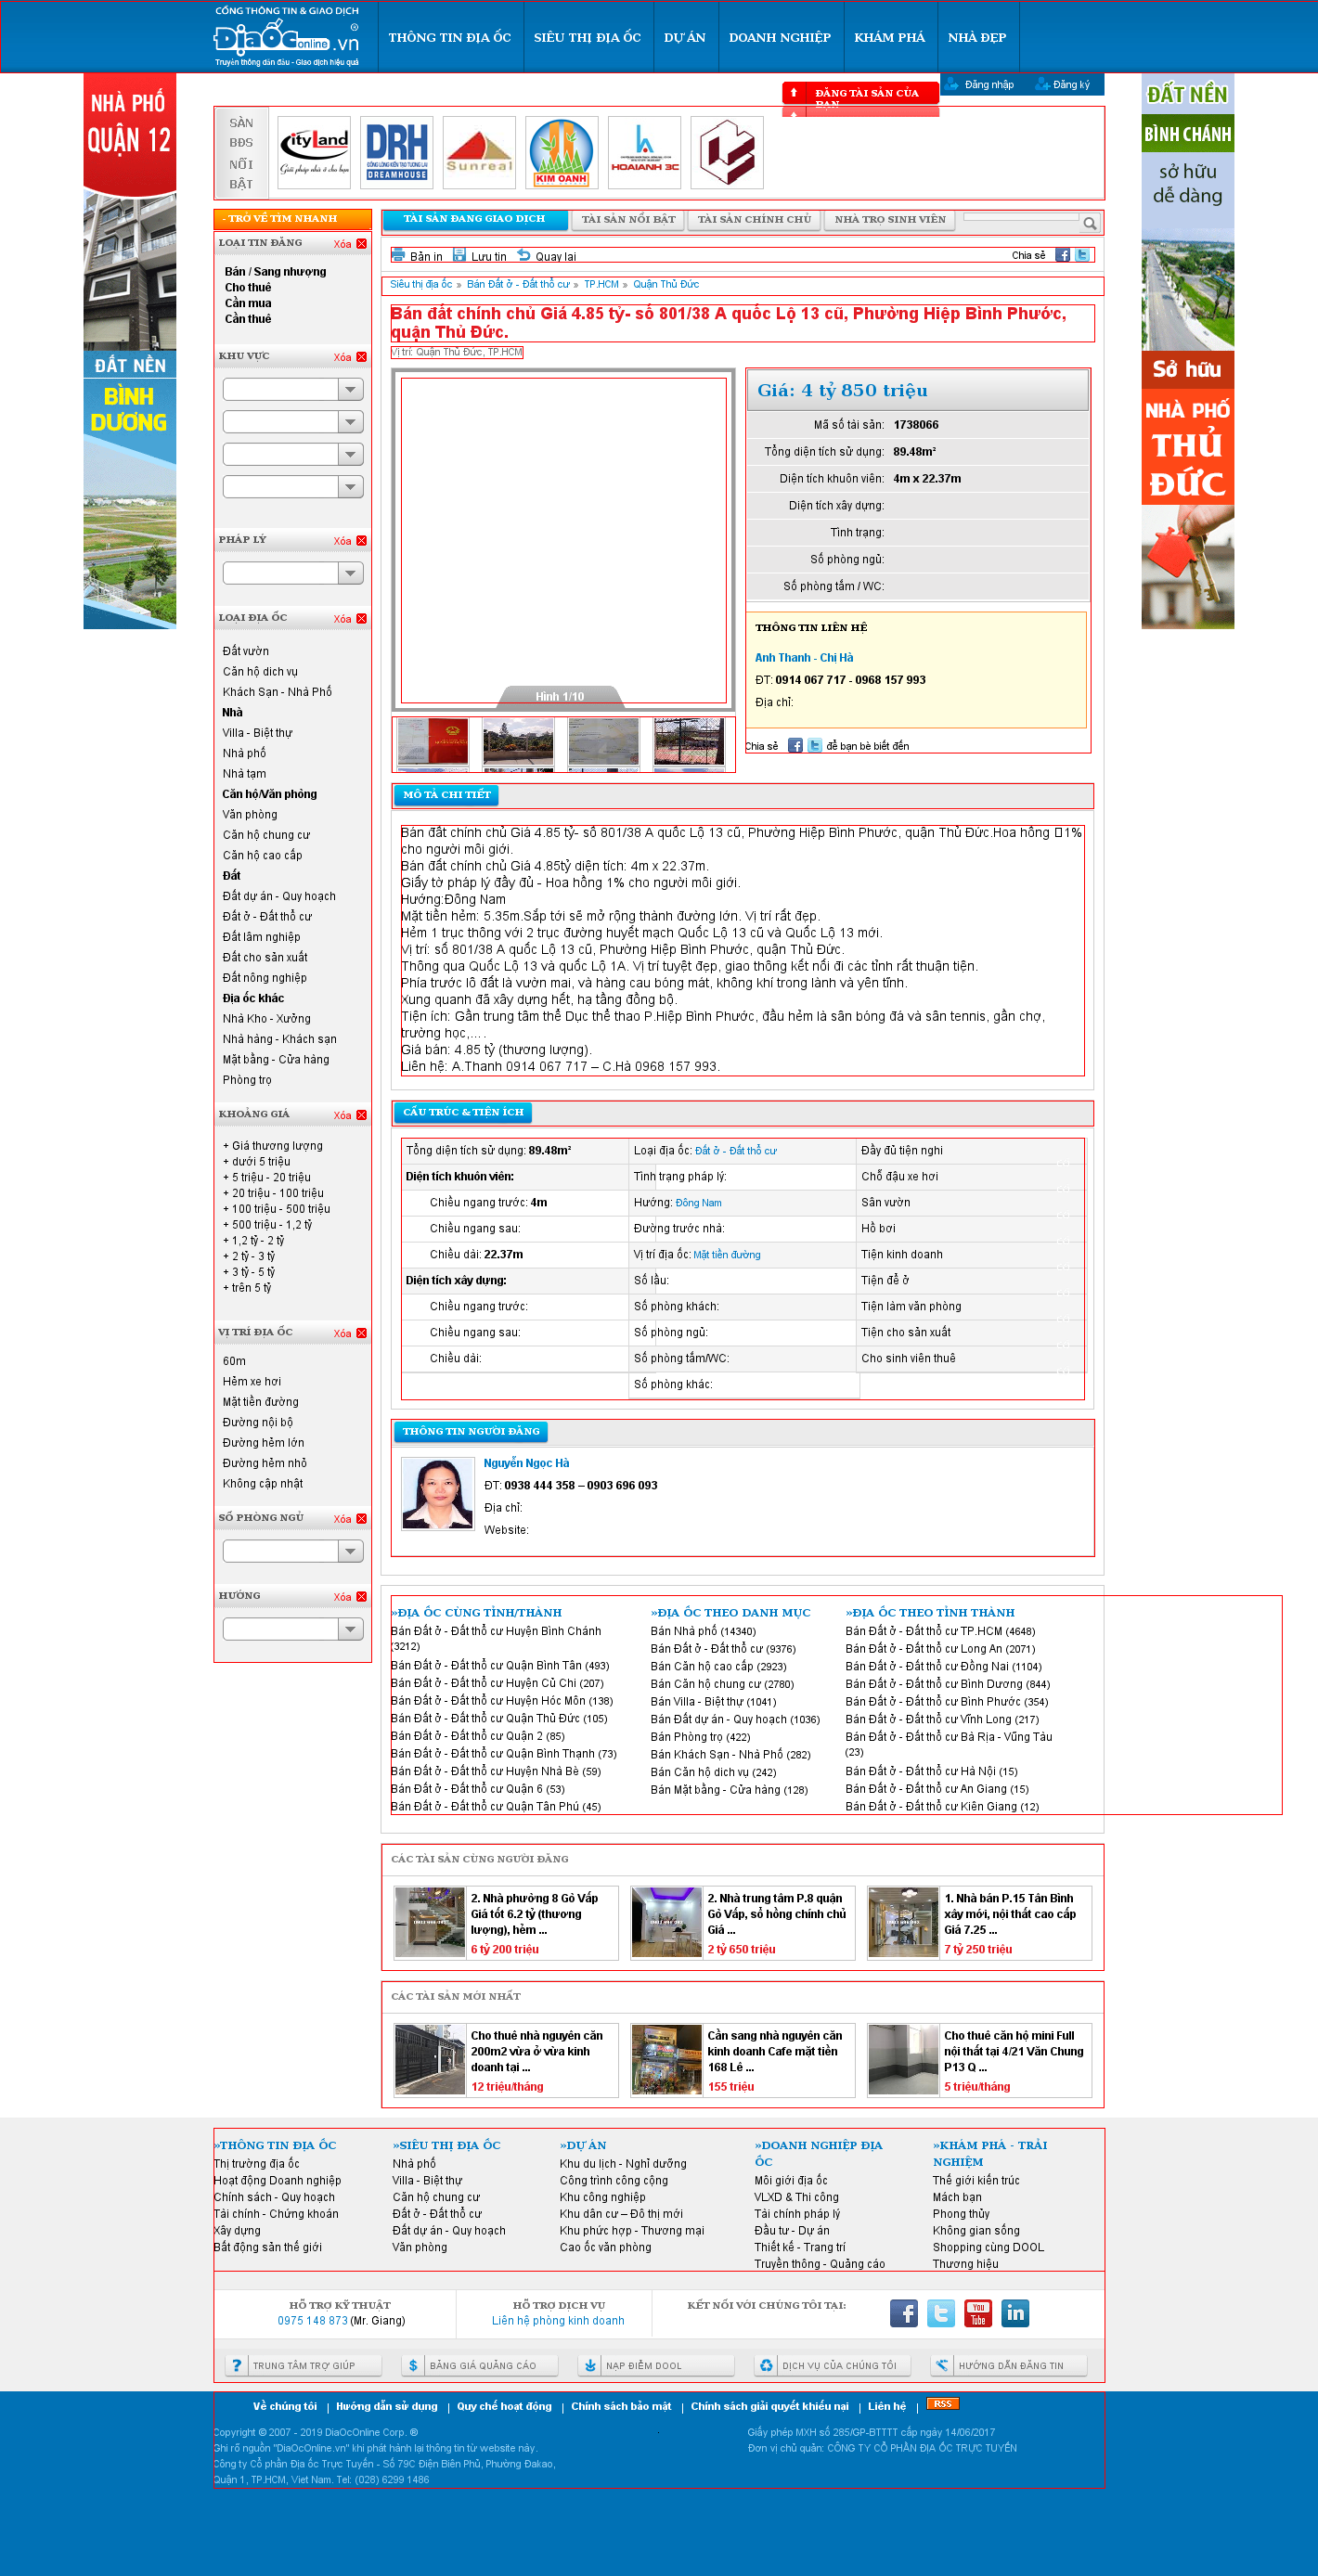 CỔNG THÔNG TIN & GIAO DỊCH
DiaOconline.vn ®
Truyền thông dẫn đầu - Giao dịch hiệu quả
THÔNG TIN ĐỊA ỐC
SIÊU THỊ ĐỊA ỐC
DỰ ÁN
DOANH NGHIỆP
KHÁM PHÁ
NHÀ ĐẸP
Đăng nhập
Đăng ký
ĐĂNG TÀI SẢN CỦA
BẠN
NHÀ PHỐ
QUẬN 12
ĐẤT NỀN
BÌNH
DƯƠNG
ĐẤT NỀN
BÌNH CHÁNH
sở hữu
dễ dàng
Sở hữu
NHÀ PHỐ
THỦ
ĐỨC
SÀN
BĐS
NỔI
BẬT
cityLand
Giải pháp nhà ở cho bạn
DRH
DREAMHOUSE
Sunreal
KIM OANH
HOAIANH 3C
- TRỞ VỀ TÌM NHANH
LOẠI TIN ĐĂNG Xóa
Bán / Sang nhượng
Cho thuê
Cần mua
Cần thuê
KHU VỰC Xóa
PHÁP LÝ Xóa
LOẠI ĐỊA ỐC Xóa
Đất vườn
Căn hộ dich vụ
Khách Sạn - Nhà Phố
Nhà
Villa - Biệt thự
Nhà phố
Nhà tạm
Căn hộ/Văn phòng
Văn phòng
Căn hộ chung cư
Căn hộ cao cấp
Đất
Đất dự án - Quy hoạch
Đất ở - Đất thổ cư
Đất lâm nghiệp
Đất cho sản xuất
Đất nông nghiệp
Địa ốc khác
Nhà Kho - Xưởng
Nhà hàng - Khách sạn
Mặt bằng - Cửa hàng
Phòng trọ
KHOẢNG GIÁ Xóa
+ Giá thương lượng
+ dưới 5 triệu
+ 5 triệu - 20 triệu
+ 20 triệu - 100 triệu
+ 100 triệu - 500 triệu
+ 500 triệu - 1,2 tỷ
+ 1,2 tỷ - 2 tỷ
+ 2 tỷ - 3 tỷ
+ 3 tỷ - 5 tỷ
+ trên 5 tỷ
VỊ TRÍ ĐỊA ỐC Xóa
60m
Hẻm xe hơi
Mặt tiền đường
Đường nội bộ
Đường hẻm lớn
Đường hẻm nhỏ
Không cập nhật
SỐ PHÒNG NGỦ Xóa
HƯỚNG Xóa
TÀI SẢN ĐANG GIAO DỊCH
TÀI SẢN NỔI BẬT
TÀI SẢN CHÍNH CHỦ
NHÀ TRỌ SINH VIÊN
Bản in Lưu tin Quay lại
Chia sẻ
Siêu thị địa ốc » Bán Đất ở - Đất thổ cư » TP.HCM » Quận Thủ Đức
Bán đất chính chủ Giá 4.85 tỷ- số 801/38 A quốc Lộ 13 cũ, Phường Hiệp Bình Phước,
quận Thủ Đức.
Vị trí: Quận Thủ Đức, TP.HCM
Hình 1/10
Giá: 4 tỷ 850 triệu
Mã số tài sản: 1738066
Tổng diện tích sử dụng: 89.48m²
Diện tích khuôn viên: 4m x 22.37m
Diện tích xây dựng:
Tình trạng:
Số phòng ngủ:
Số phòng tắm / WC:
THÔNG TIN LIÊN HỆ
Anh Thanh - Chị Hà
ĐT: 0914 067 717 - 0968 157 993
Địa chỉ:
Chia sẻ để bạn bè biết đến
MÔ TẢ CHI TIẾT
Bán đất chính chủ Giá 4.85 tỷ- số 801/38 A quốc Lộ 13 cũ, Phường Hiệp Bình Phước, quận Thủ Đức.Hoa hồng 1%
cho người môi giới.
Bán đất chính chủ Giá 4.85tỷ diện tích: 4m x 22.37m.
Giấy tờ pháp lý đầy đủ - Hoa hồng 1% cho người môi giới.
Hướng:Đông Nam
Mặt tiền hẻm: 5.35m.Sắp tới sẽ mở rộng thành đường lớn. Vị trí rất đẹp.
Hẻm 1 trục thông với 2 trục đường huyết mạch Quốc Lộ 13 cũ và Quốc Lộ 13 mới.
Vị trí: số 801/38 A quốc Lộ 13 cũ, Phường Hiệp Bình Phước, quận Thủ Đức.
Thông qua Quốc Lộ 13 và quốc Lộ 1A. Vị trí tuyệt đẹp, giao thông kết nối đi các tỉnh rất thuận tiện.
Phía trước lô đất là vườn mai, và hàng cau bóng mát, không khí trong lành và yên tĩnh.
Xung quanh đã xây dựng hết, hạ tầng đồng bộ.
Tiện ích: Gần trung tâm thể Dục thể thao P.Hiệp Bình Phước, đầu hẻm là sân bóng đá và sân tennis, gần chợ,
trường học,….
Giá bán: 4.85 tỷ (thương lượng).
Liên hệ: A.Thanh 0914 067 717 – C.Hà 0968 157 993.
CẤU TRÚC & TIỆN ÍCH
Tổng diện tích sử dụng: 89.48m² Loại địa ốc: Đất ở - Đất thổ cư Đầy đủ tiện nghi
Diện tích khuôn viên: Tình trạng pháp lý: Chỗ đậu xe hơi
Chiều ngang trước: 4m Hướng: Đông Nam Sân vườn
Chiều ngang sau: Đường trước nhà: Hồ bơi
Chiều dài: 22.37m Vị trí địa ốc: Mặt tiền đường Tiện kinh doanh
Diện tích xây dựng: Số lầu: Tiện để ở
Chiều ngang trước: Số phòng khách: Tiện làm văn phòng
Chiều ngang sau: Số phòng ngủ: Tiện cho sản xuất
Chiều dài: Số phòng tắm/WC: Cho sinh viên thuê
Số phòng khác:
THÔNG TIN NGƯỜI ĐĂNG
Nguyễn Ngọc Hà
ĐT: 0938 444 358 – 0903 696 093
Địa chỉ:
Website:
»ĐỊA ỐC CÙNG TỈNH/THÀNH
Bán Đất ở - Đất thổ cư Huyện Bình Chánh
(3212)
Bán Đất ở - Đất thổ cư Quận Bình Tân (493)
Bán Đất ở - Đất thổ cư Huyện Củ Chi (207)
Bán Đất ở - Đất thổ cư Huyện Hóc Môn (138)
Bán Đất ở - Đất thổ cư Quận Thủ Đức (105)
Bán Đất ở - Đất thổ cư Quận 2 (85)
Bán Đất ở - Đất thổ cư Quận Bình Thạnh (73)
Bán Đất ở - Đất thổ cư Huyện Nhà Bè (59)
Bán Đất ở - Đất thổ cư Quận 6 (53)
Bán Đất ở - Đất thổ cư Quận Tân Phú (45)
»ĐỊA ỐC THEO DANH MỤC
Bán Nhà phố (14340)
Bán Đất ở - Đất thổ cư (9376)
Bán Căn hộ cao cấp (2923)
Bán Căn hộ chung cư (2780)
Bán Villa - Biệt thự (1041)
Bán Đất dự án - Quy hoạch (1036)
Bán Phòng trọ (422)
Bán Khách Sạn - Nhà Phố (282)
Bán Căn hộ dich vụ (242)
Bán Mặt bằng - Cửa hàng (128)
»ĐỊA ỐC THEO TỈNH THÀNH
Bán Đất ở - Đất thổ cư TP.HCM (4648)
Bán Đất ở - Đất thổ cư Long An (2071)
Bán Đất ở - Đất thổ cư Đồng Nai (1104)
Bán Đất ở - Đất thổ cư Bình Dương (844)
Bán Đất ở - Đất thổ cư Bình Phước (354)
Bán Đất ở - Đất thổ cư Vĩnh Long (217)
Bán Đất ở - Đất thổ cư Bà Rịa - Vũng Tàu
(23)
Bán Đất ở - Đất thổ cư Hà Nội (15)
Bán Đất ở - Đất thổ cư An Giang (15)
Bán Đất ở - Đất thổ cư Kiên Giang (12)
CÁC TÀI SẢN CÙNG NGƯỜI ĐĂNG
2. Nhà phường 8 Gò Vấp
Giá tốt 6.2 tỷ (thương
lượng), hẻm ...
6 tỷ 200 triệu
2. Nhà trung tâm P.8 quận
Gò Vấp, sổ hồng chính chủ
Giá ...
2 tỷ 650 triệu
1. Nhà bán P.15 Tân Bình
xây mới, nội thất cao cấp
Giá 7.25 ...
7 tỷ 250 triệu
CÁC TÀI SẢN MỚI NHẤT
Cho thuê nhà nguyên căn
200m2 vừa ở vừa kinh
doanh tại ...
12 triệu/tháng
Cần sang nhà nguyên căn
kinh doanh Cafe mặt tiền
168 Lê ...
155 triệu
Cho thuê căn hộ mini Full
nội thất tại 4/21 Văn Chung
P13 Q ...
5 triệu/tháng
»THÔNG TIN ĐỊA ỐC
Thị trường địa ốc
Hoạt động Doanh nghiệp
Chính sách - Quy hoạch
Tài chính - Chứng khoán
Xây dựng
Bất động sản thế giới
»SIÊU THỊ ĐỊA ỐC
Nhà phố
Villa - Biệt thự
Căn hộ chung cư
Đất ở - Đất thổ cư
Đất dự án - Quy hoạch
Văn phòng
»DỰ ÁN
Khu du lịch - Nghỉ dưỡng
Công trình công cộng
Khu công nghiệp
Khu dân cư – Đô thị mới
Khu phức hợp - Thương mại
Cao ốc văn phòng
»DOANH NGHIỆP ĐỊA
ỐC
Môi giới địa ốc
VLXD & Thi công
Tài chính pháp lý
Đầu tư - Dự án
Thiết kế - Trang trí
Truyền thông - Quảng cáo
»KHÁM PHÁ - TRẢI
NGHIỆM
Thế giới kiến trúc
Mách bạn
Phong thủy
Không gian sống
Shopping cùng DOOL
Thương hiệu
HỖ TRỢ KỸ THUẬT
0975 148 873 (Mr. Giang)
HỖ TRỢ DỊCH VỤ
Liên hệ phòng kinh doanh
KẾT NỐI VỚI CHÚNG TÔI TẠI:
You
Tube
TRUNG TÂM TRỢ GIÚP
BẢNG GIÁ QUẢNG CÁO
NẠP ĐIỂM DOOL
DỊCH VỤ CỦA CHÚNG TÔI
HƯỚNG DẪN ĐĂNG TIN
Về chúng tôi | Hướng dẫn sử dụng | Quy chế hoạt động | Chính sách bảo mật | Chính sách giải quyết khiếu nại | Liên hệ | RSS
Copyright © 2007 - 2019 DiaOcOnline Corp. ®
Ghi rõ nguồn "DiaOcOnline.vn" khi phát hành lại thông tin từ website này.
Công ty Cổ phần Địa ốc Trực Tuyến - Số 79C Điện Biên Phủ, Phường Đakao,
Quận 1, TP.HCM, Viet Nam. Tel: (028) 6299 1486
Giấy phép MXH số 285/GP-BTTTT cấp ngày 14/06/2017
Đơn vị chủ quản: CÔNG TY CỔ PHẦN ĐỊA ỐC TRỰC TUYẾN